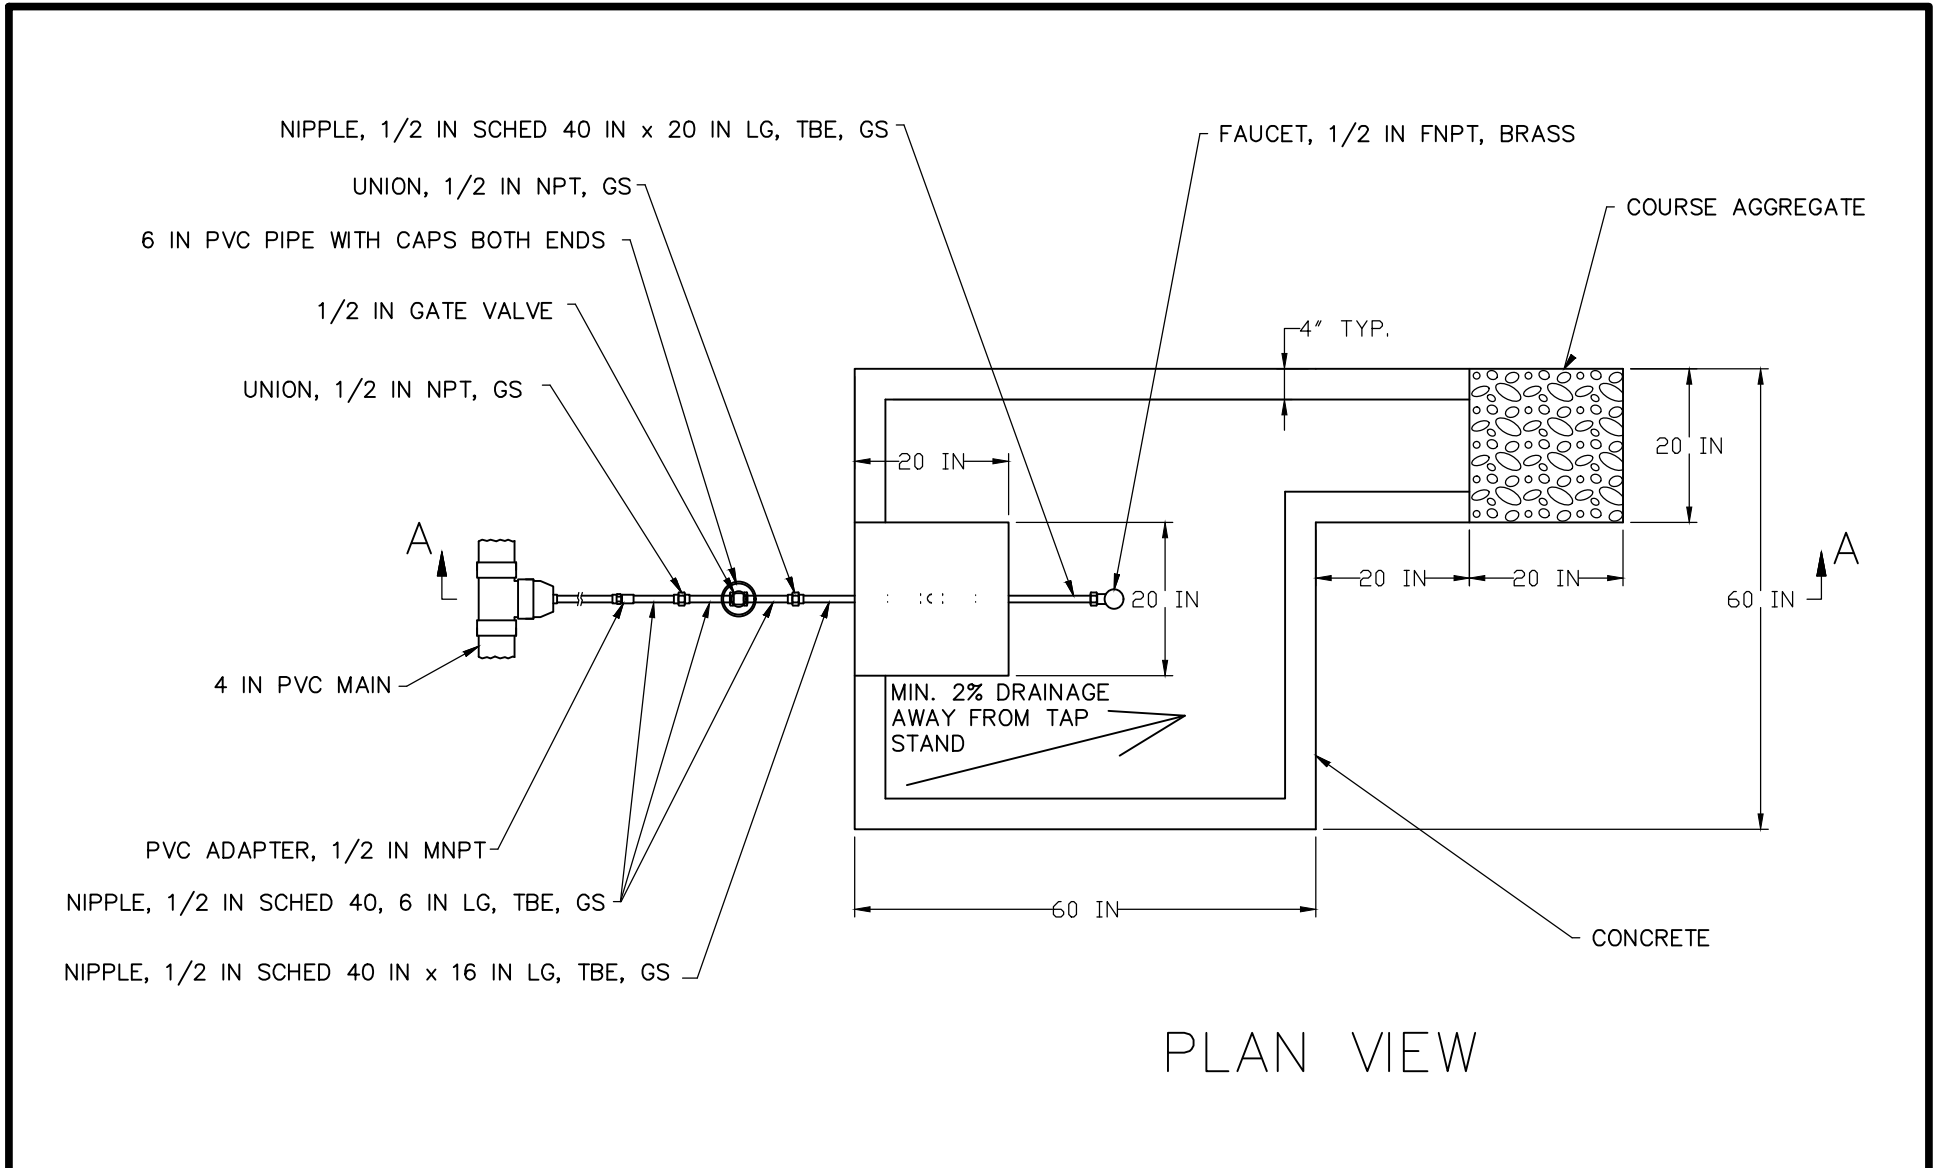 NIPPLE, 1/2 IN SCHED 40 IN x 20 IN LG, TBE, GS
FAUCET, 1/2 IN FNPT, BRASS
UNION, 1/2 IN NPT, GS
COURSE AGGREGATE
6 IN PVC PIPE WITH CAPS BOTH ENDS
1/2 IN GATE VALVE
4" TYP.
UNION, 1/2 IN NPT, GS
20 IN
20 IN
A
A
20 IN
20 IN
20 IN
60 IN
4 IN PVC MAIN
MIN. 2% DRAINAGE
AWAY FROM TAP
STAND
PVC ADAPTER, 1/2 IN MNPT
NIPPLE, 1/2 IN SCHED 40, 6 IN LG, TBE, GS
60 IN
CONCRETE
NIPPLE, 1/2 IN SCHED 40 IN x 16 IN LG, TBE, GS
PLAN VIEW